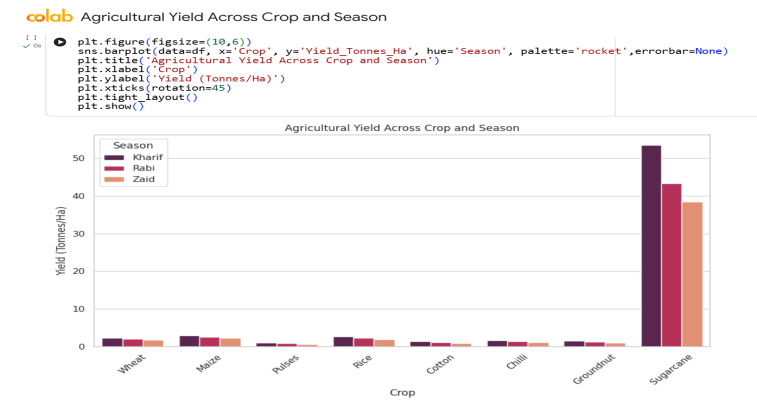 colab Agricultural Yield Across Crop and Season
[ ]
0s
plt.figure(figsize=(10,6))
sns.barplot(data=df, x='Crop', y='Yield_Tonnes_Ha', hue='Season', palette='rocket',errorbar=None)
plt.title('Agricultural Yield Across Crop and Season')
plt.xlabel('Crop')
plt.ylabel('Yield (Tonnes/Ha)')
plt.xticks(rotation=45)
plt.tight_layout()
plt.show()
Agricultural Yield Across Crop and Season
Season
Kharif
Rabi
Zaid
Yield (Tonnes/Ha)
50
40
30
20
10
0
Wheat Maize Pulses Rice Cotton Chilli Groundnut Sugarcane
Crop